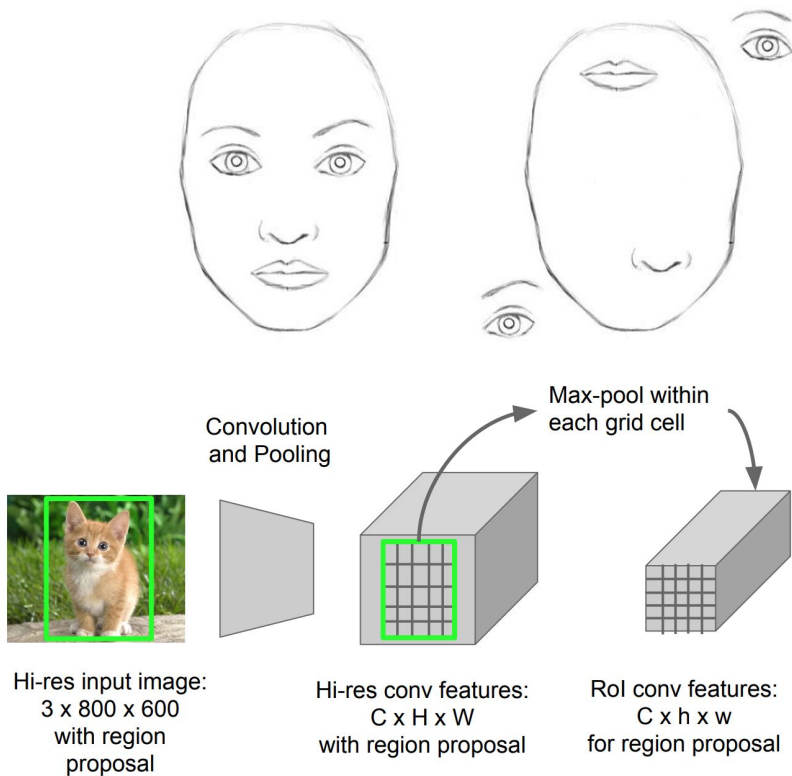 Max-pool within
each grid cell
Convolution
and Pooling
Hi-res input image:
3 x 800 x 600
with region
proposal
Hi-res conv features:
C x H x W
with region proposal
RoI conv features:
C x h x w
for region proposal